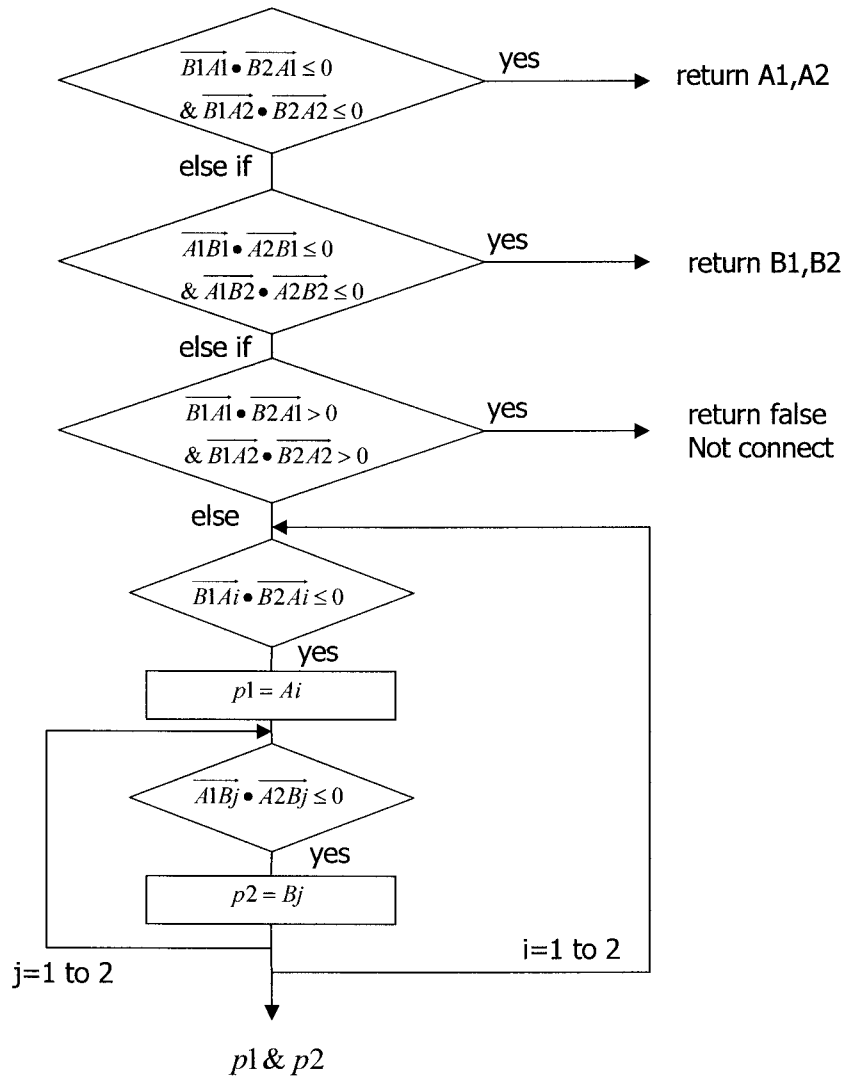 B1A1 • B2A1 ≤ 0
& B1A2 • B2A2 ≤ 0
yes
return A1,A2
else if
A1B1 • A2B1 ≤ 0
& A1B2 • A2B2 ≤ 0
yes
return B1,B2
else if
B1A1 • B2A1 > 0
& B1A2 • B2A2 > 0
yes
return false
Not connect
else
B1Ai • B2Ai ≤ 0
yes
p1 = Ai
A1Bj • A2Bj ≤ 0
yes
p2 = Bj
i=1 to 2
j=1 to 2
p1 & p2